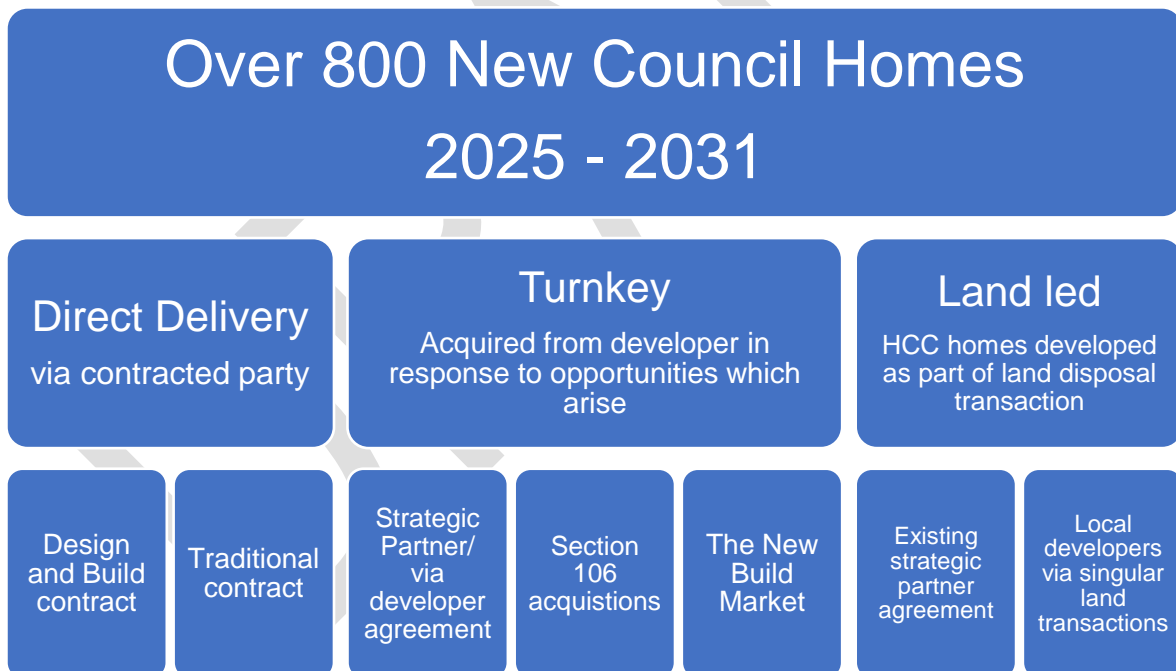 Over 800 New Council Homes
2025 - 2031
Direct Delivery
via contracted party
Turnkey
Acquired from developer in
response to opportunities which
arise
Land led
HCC homes developed
as part of land disposal
transaction
Design
and Build
contract
Traditional
contract
Strategic
Partner/
via
developer
agreement
Section
106
acquistions
The New
Build
Market
Existing
strategic
partner
agreement
Local
developers
via singular
land
transactions